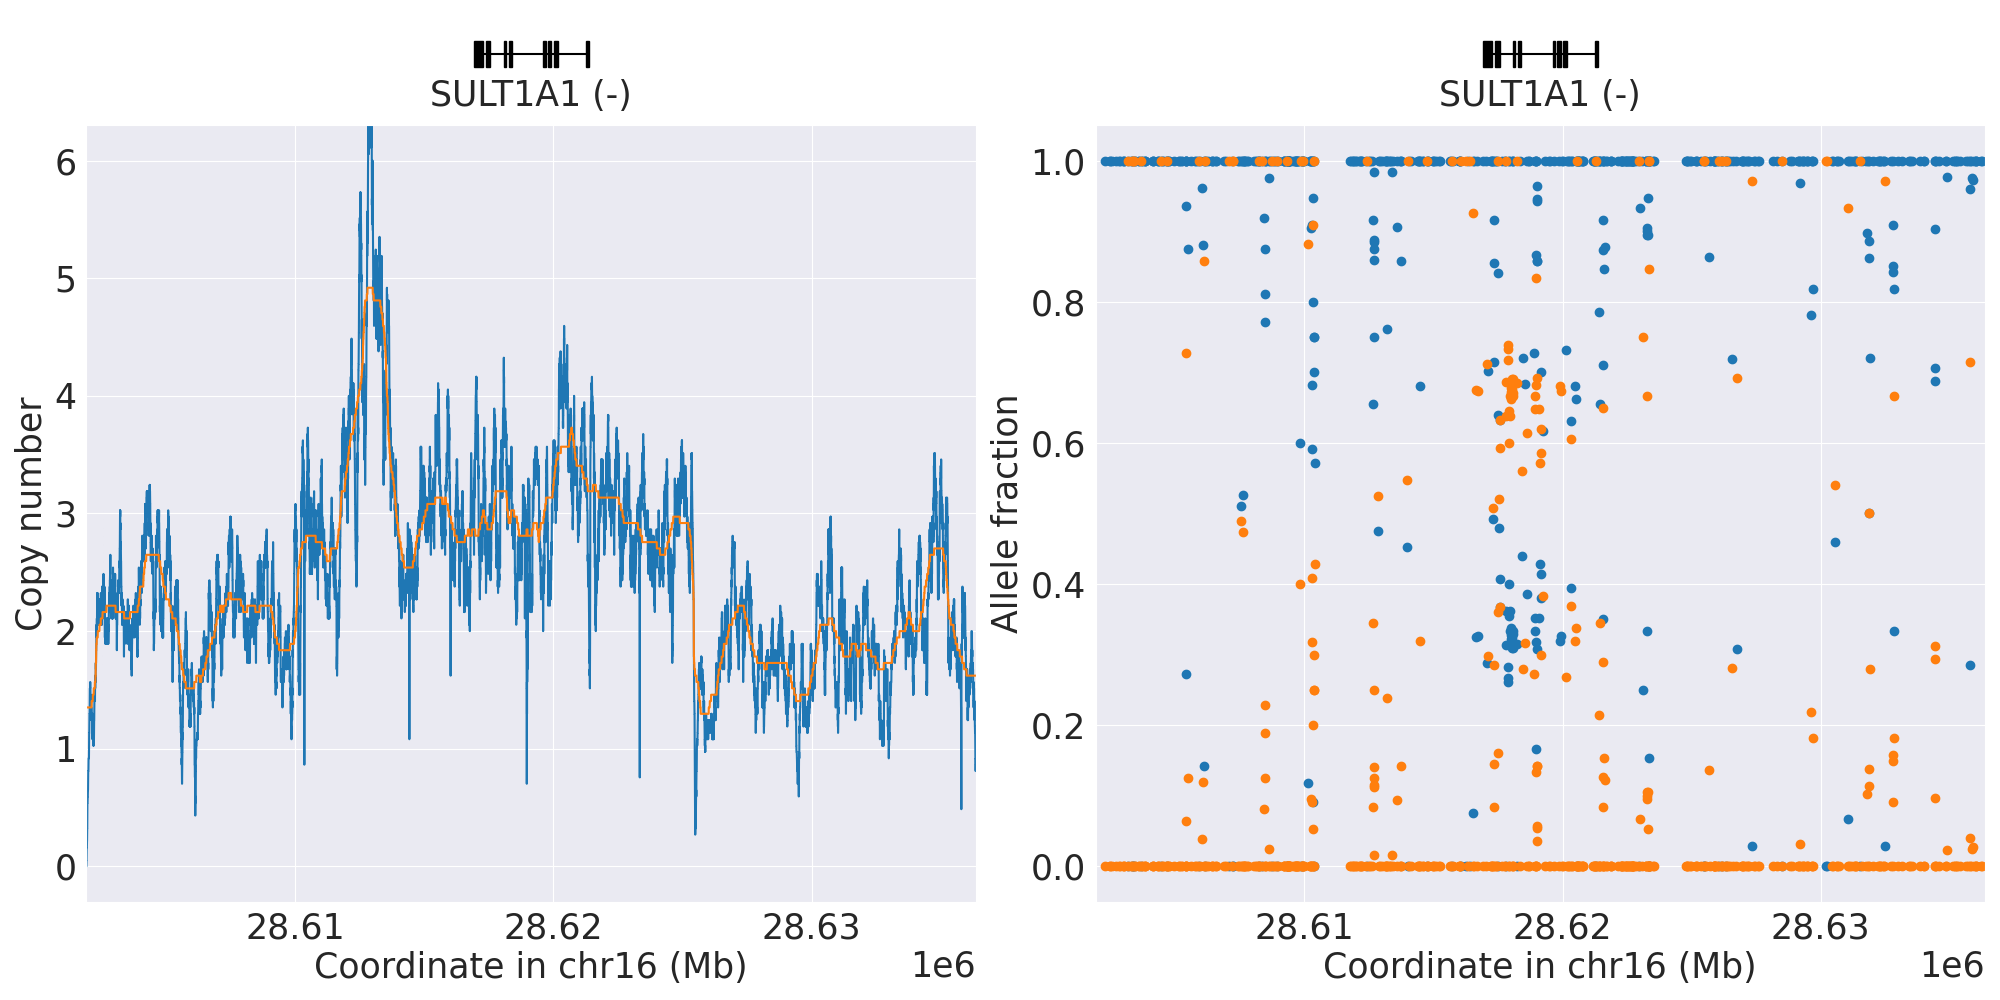 SULT1A1 (-)
6
5
4
3
2
1
0
Copy number
28.61
28.62
28.63
Coordinate in chr16 (Mb)
1e6
SULT1A1 (-)
1.0
0.8
0.6
0.4
0.2
0.0
Allele fraction
28.61
28.62
28.63
Coordinate in chr16 (Mb)
1e6